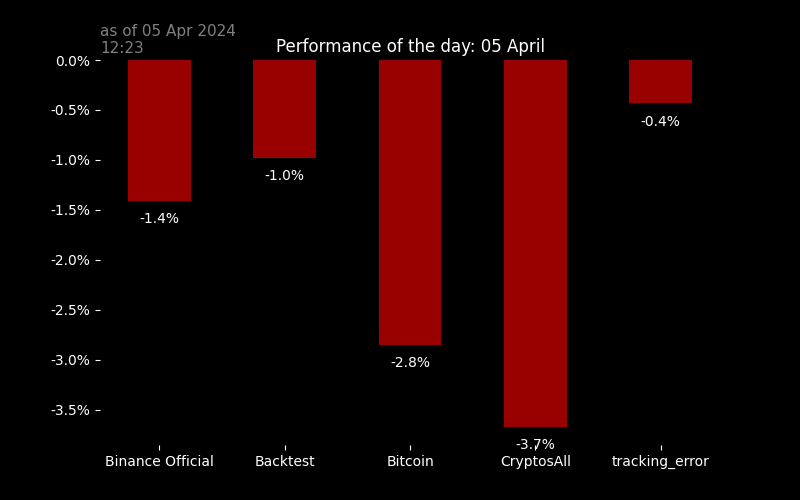 as of 05 Apr 2024
12:23
Performance of the day: 05 April
0.0%
-0.5%
-1.0%
-1.5%
-2.0%
-2.5%
-3.0%
-3.5%
-1.4%
-1.0%
-2.8%
-3.7%
-0.4%
Binance Official
Backtest
Bitcoin
CryptosAll
tracking_error